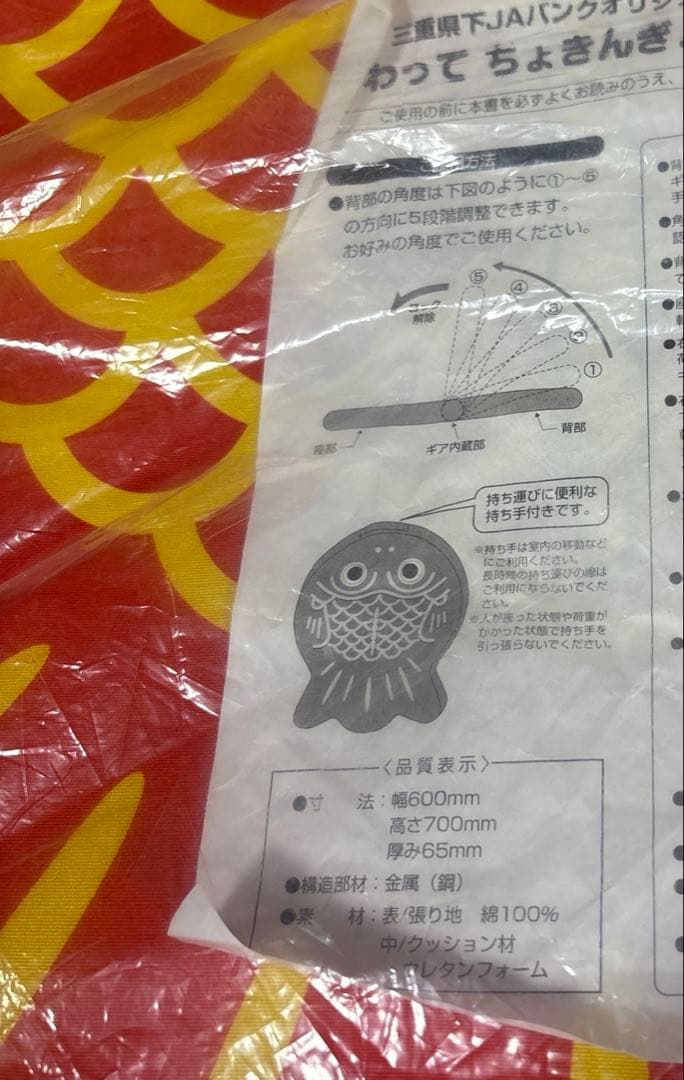 三重県下JAバンクオリジ
わって ちょきんぎょ
ご使用の前に本書を必ずよくお読みのうえ、
方法
●背部の角度は下図のように①〜⑤
の方向に5段階調整できます。
お好みの角度でご使用ください。
⑤
④
③
②
①
ロック
解除
座部
ギア内蔵部
背部
持ち運びに便利な
持ち手付きです。
※持ち手は室内の移動など
にご利用ください。
長時間の持ち運びの際は
ご利用にならないでくだ
さい。
※人が座った状態や荷重が
かかった状態で持ち手を
引っ張らないでください。
〈品質表示〉
●寸 法：幅600mm
高さ700mm
厚み65mm
●構造部材：金属（鋼）
●素 材：表/張り地 綿100%
中/クッション材
ウレタンフォーム